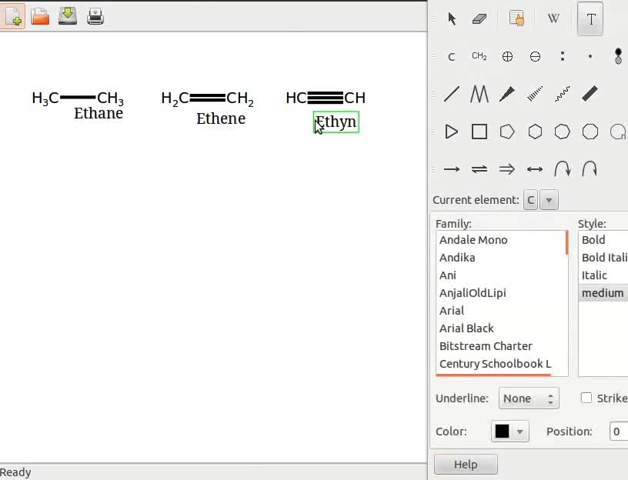 W T
C CH2
H3C CH3 H2C CH2 HC CH
Ethane Ethene Ethyn
Current element: C
Family: Style:
Andale Mono Bold
Andika Bold Itali
Ani Italic
AnjaliOldLipi medium
Arial
Arial Black
Bitstream Charter
Century Schoolbook L
Underline: None Strike
Color: Position: 0
Help
Ready